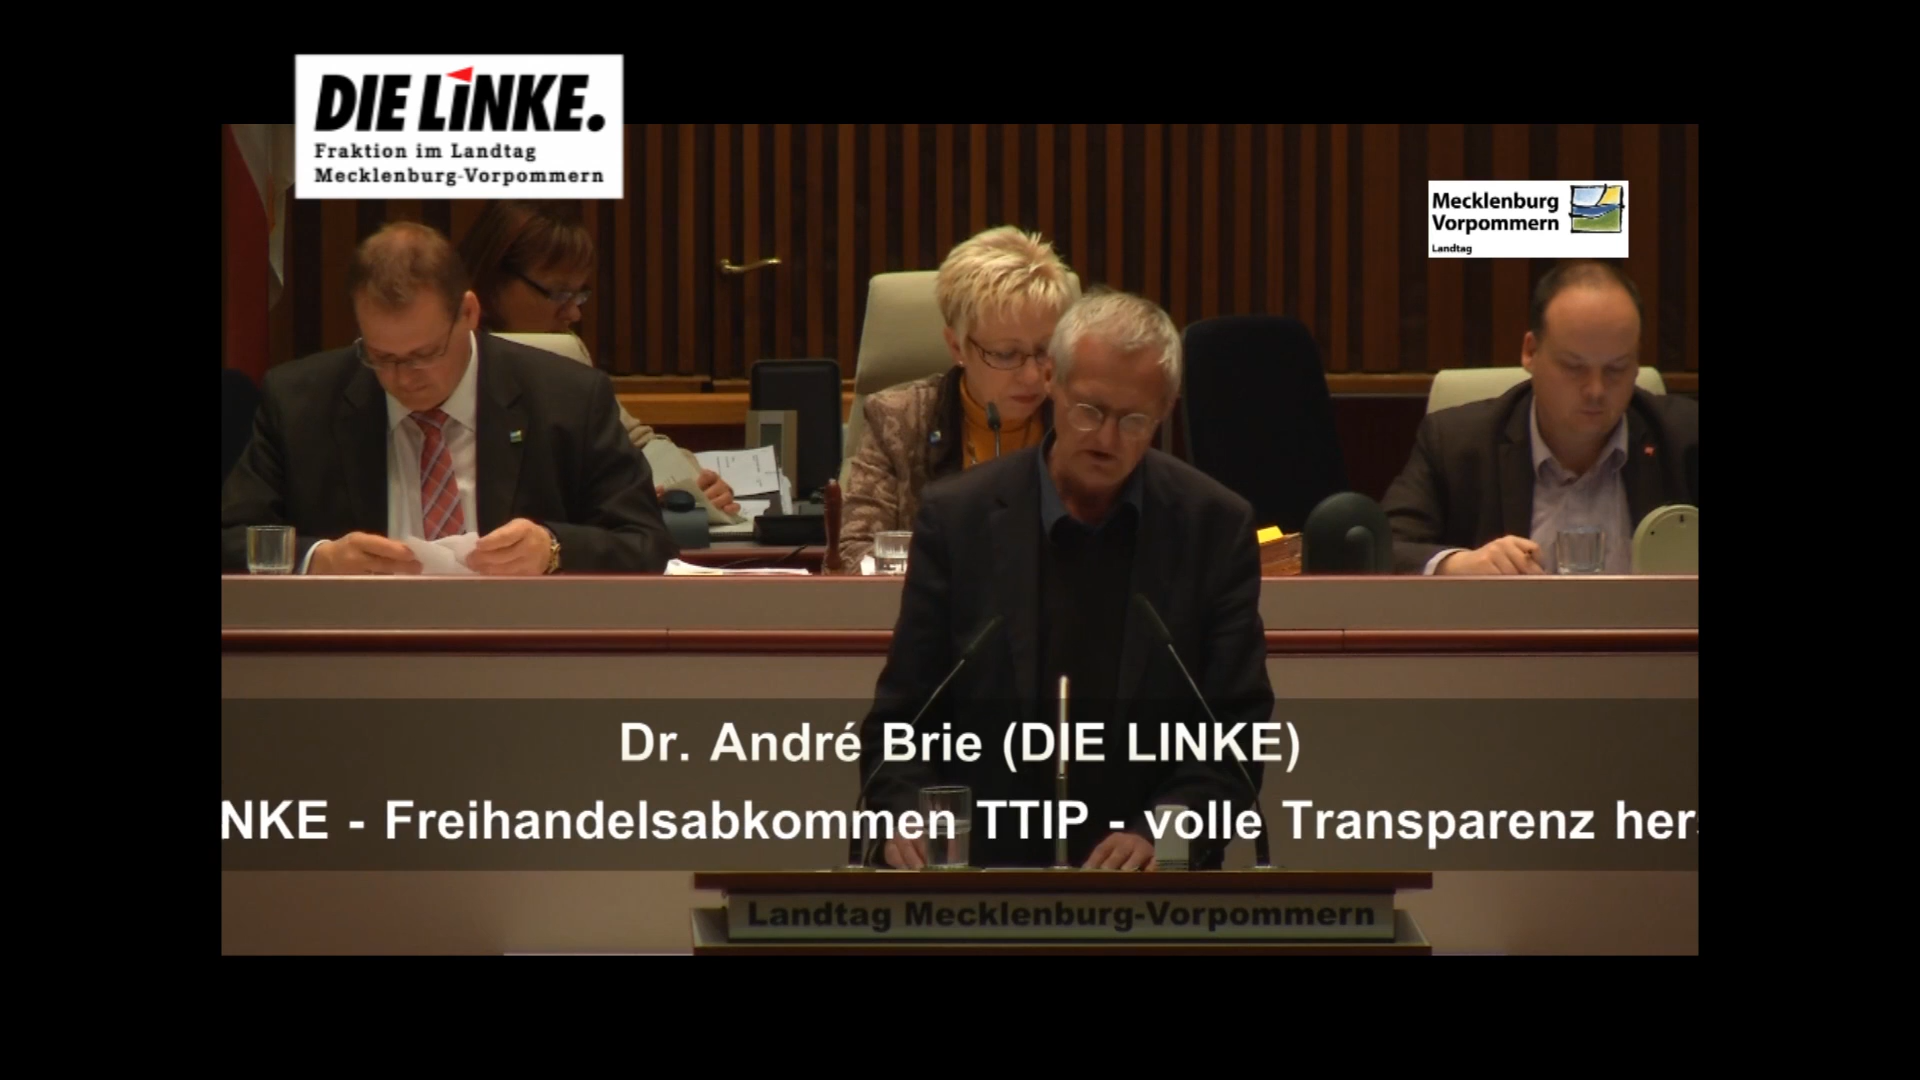 DIE LiNKE.
Fraktion im Landtag
Mecklenburg-Vorpommern
Mecklenburg
Vorpommern
Landtag
Dr. André Brie (DIE LINKE)
NKE - Freihandelsabkommen TTIP - volle Transparenz hers
Landtag Mecklenburg-Vorpommern